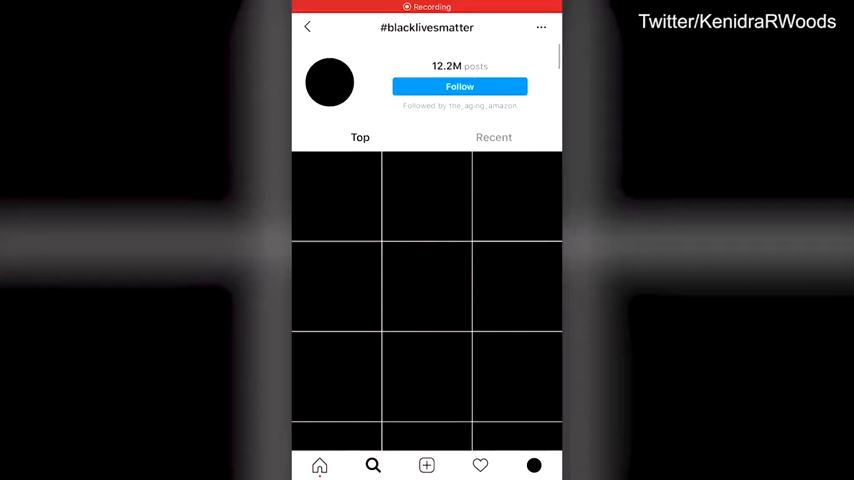 Recording
Twitter/KenidraRWoods
#blacklivesmatter
12.2M posts
Follow
Followed by the_aging_amazon
Top
Recent